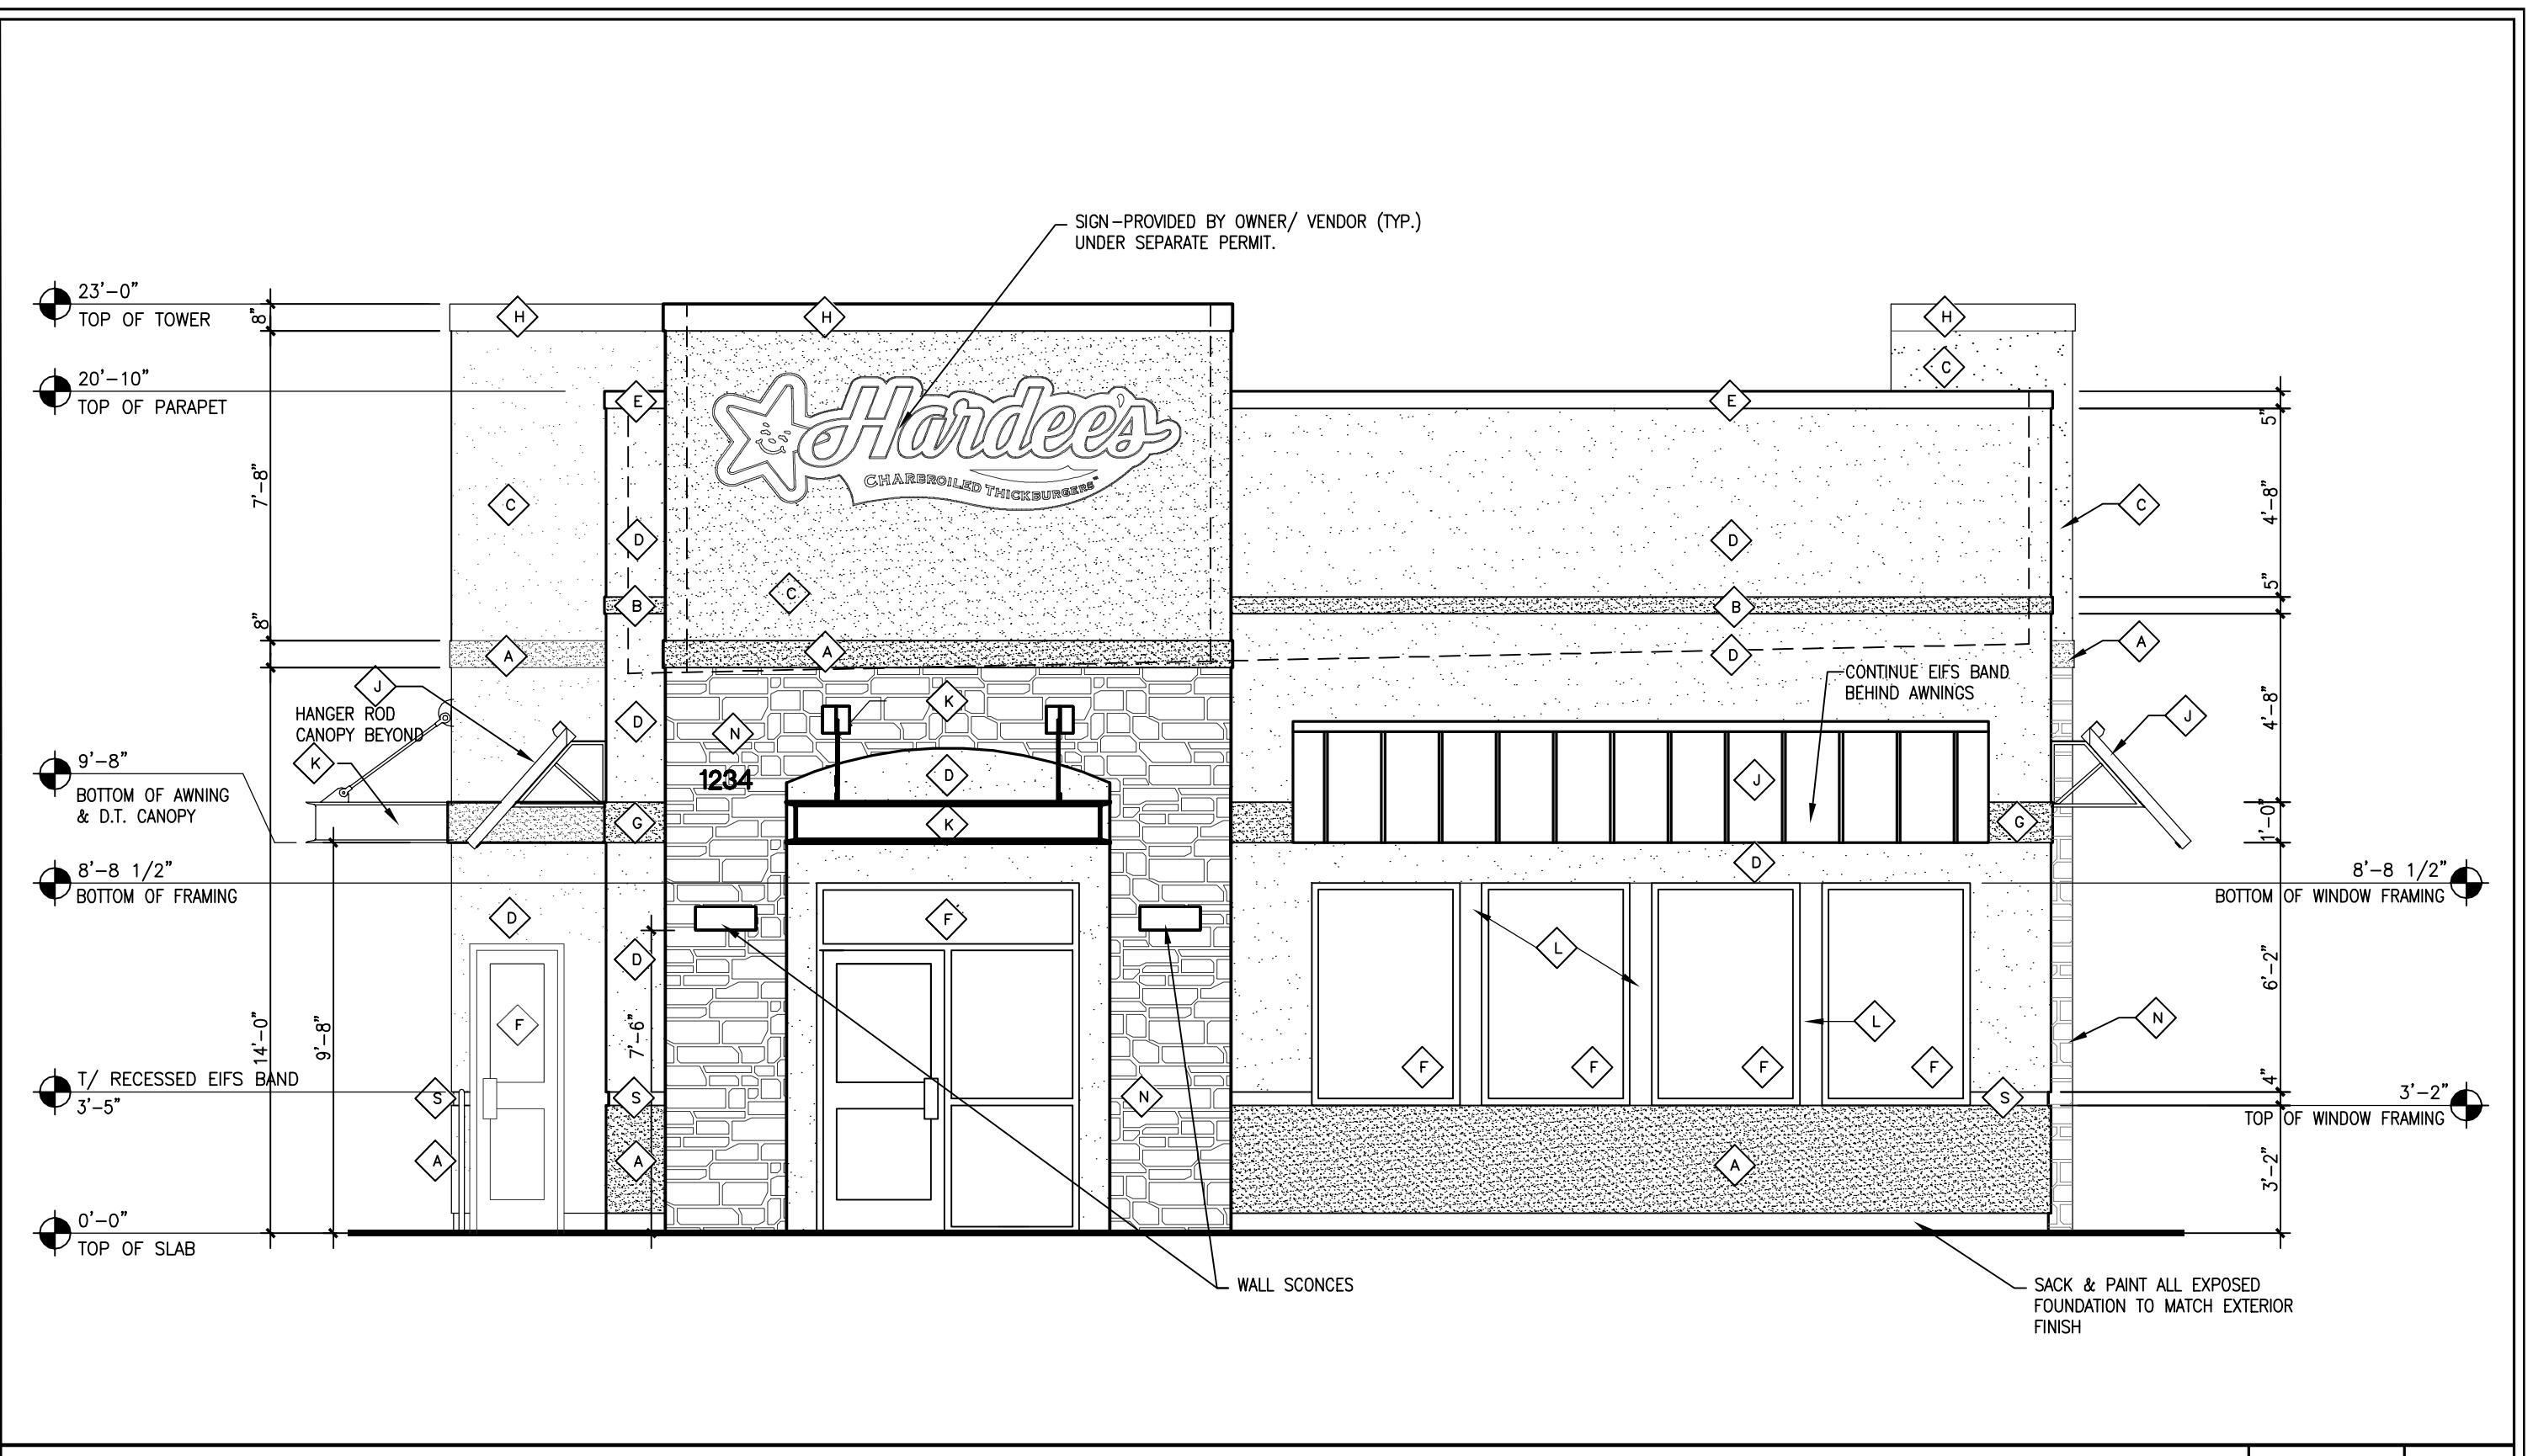 SIGN-PROVIDED BY OWNER/ VENDOR (TYP.)
UNDER SEPARATE PERMIT.
23'-0"
TOP OF TOWER
8"
H
H
H
C
20'-10"
TOP OF PARAPET
E
E
5"
Hardee's
CHARBROILED THICKBURGERS™
7'-8"
C
C
4'-8"
D
D
C
5"
B
B
8"
A
A
D
A
CONTINUE EIFS BAND
BEHIND AWNINGS
J
HANGER ROD
CANOPY BEYOND
K
D
N
K
4'-8"
J
9'-8"
BOTTOM OF AWNING
& D.T. CANOPY
1234
D
J
G
K
G
1'-0"
8'-8 1/2"
BOTTOM OF FRAMING
D
8'-8 1/2"
BOTTOM OF WINDOW FRAMING
D
F
D
L
6'-2"
14'-0"
9'-8"
F
7'-6"
L
N
F
F
F
F
T/ RECESSED EIFS BAND
3'-5"
S
S
N
S
4"
3'-2"
TOP OF WINDOW FRAMING
A
A
A
3'-2"
0'-0"
TOP OF SLAB
WALL SCONCES
SACK & PAINT ALL EXPOSED
FOUNDATION TO MATCH EXTERIOR
FINISH